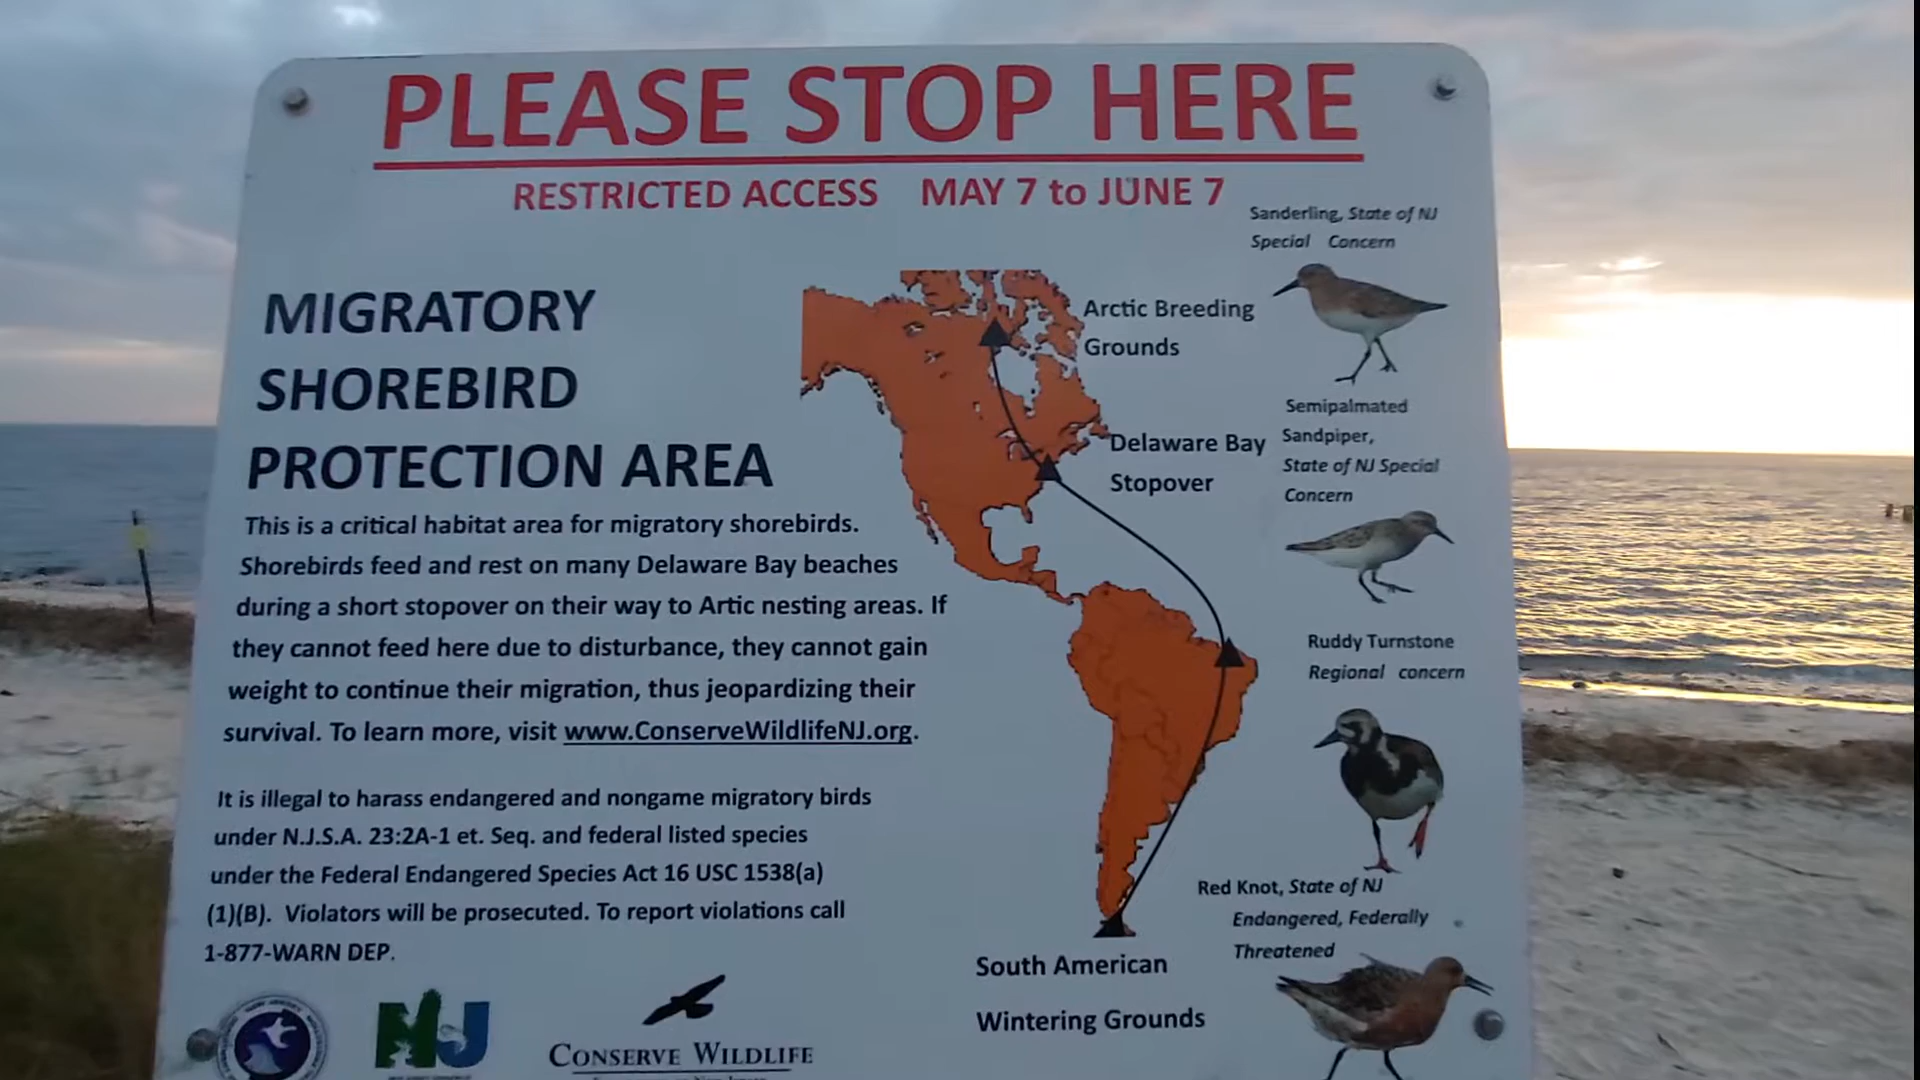 PLEASE STOP HERE
RESTRICTED ACCESS MAY 7 to JUNE 7
MIGRATORY
SHOREBIRD
PROTECTION AREA
This is a critical habitat area for migratory shorebirds.
Shorebirds feed and rest on many Delaware Bay beaches
during a short stopover on their way to Artic nesting areas. If
they cannot feed here due to disturbance, they cannot gain
weight to continue their migration, thus jeopardizing their
survival. To learn more, visit www.ConserveWildlifeNJ.org.
It is illegal to harass endangered and nongame migratory birds
under N.J.S.A. 23:2A-1 et. Seq. and federal listed species
under the Federal Endangered Species Act 16 USC 1538(a)
(1)(B). Violators will be prosecuted. To report violations call
1-877-WARN DEP.
Arctic Breeding
Grounds
Delaware Bay
Stopover
South American
Wintering Grounds
Sanderling, State of NJ
Special Concern
Semipalmated
Sandpiper,
State of NJ Special
Concern
Ruddy Turnstone
Regional concern
Red Knot, State of NJ
Endangered, Federally
Threatened
NJ
CONSERVE WILDLIFE